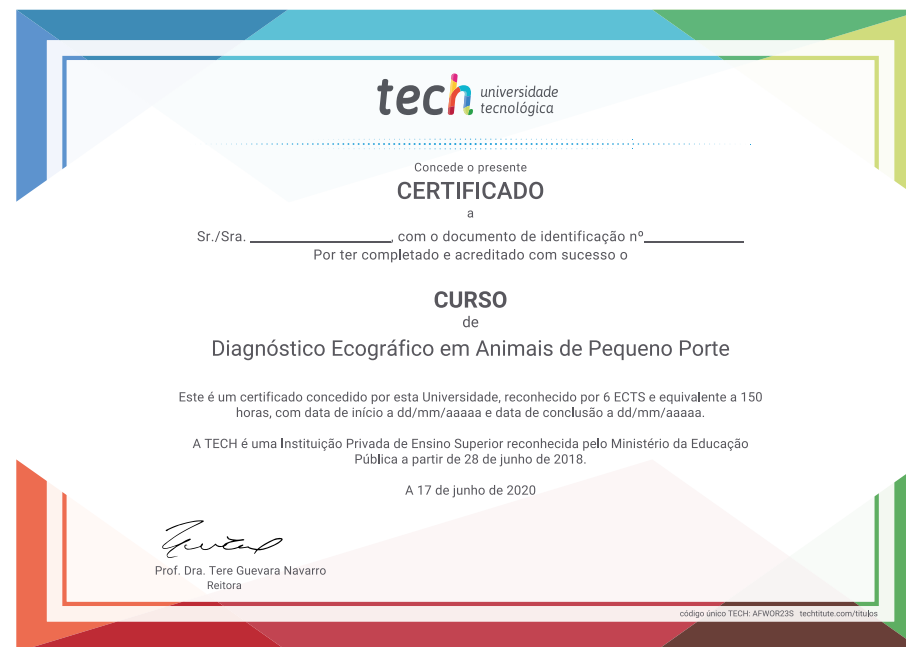 tech universidade
tecnológica
Concede o presente
CERTIFICADO
a
Sr./Sra. ____________________, com o documento de identificação nº______________
Por ter completado e acreditado com sucesso o
CURSO
de
Diagnóstico Ecográfico em Animais de Pequeno Porte
Este é um certificado concedido por esta Universidade, reconhecido por 6 ECTS e equivalente a 150
horas, com data de início a dd/mm/aaaaa e data de conclusão a dd/mm/aaaaa.
A TECH é uma Instituição Privada de Ensino Superior reconhecida pelo Ministério da Educação
Pública a partir de 28 de junho de 2018.
A 17 de junho de 2020
Prof. Dra. Tere Guevara Navarro
Reitora
código único TECH: AFWOR23S techtitute.com/titulos